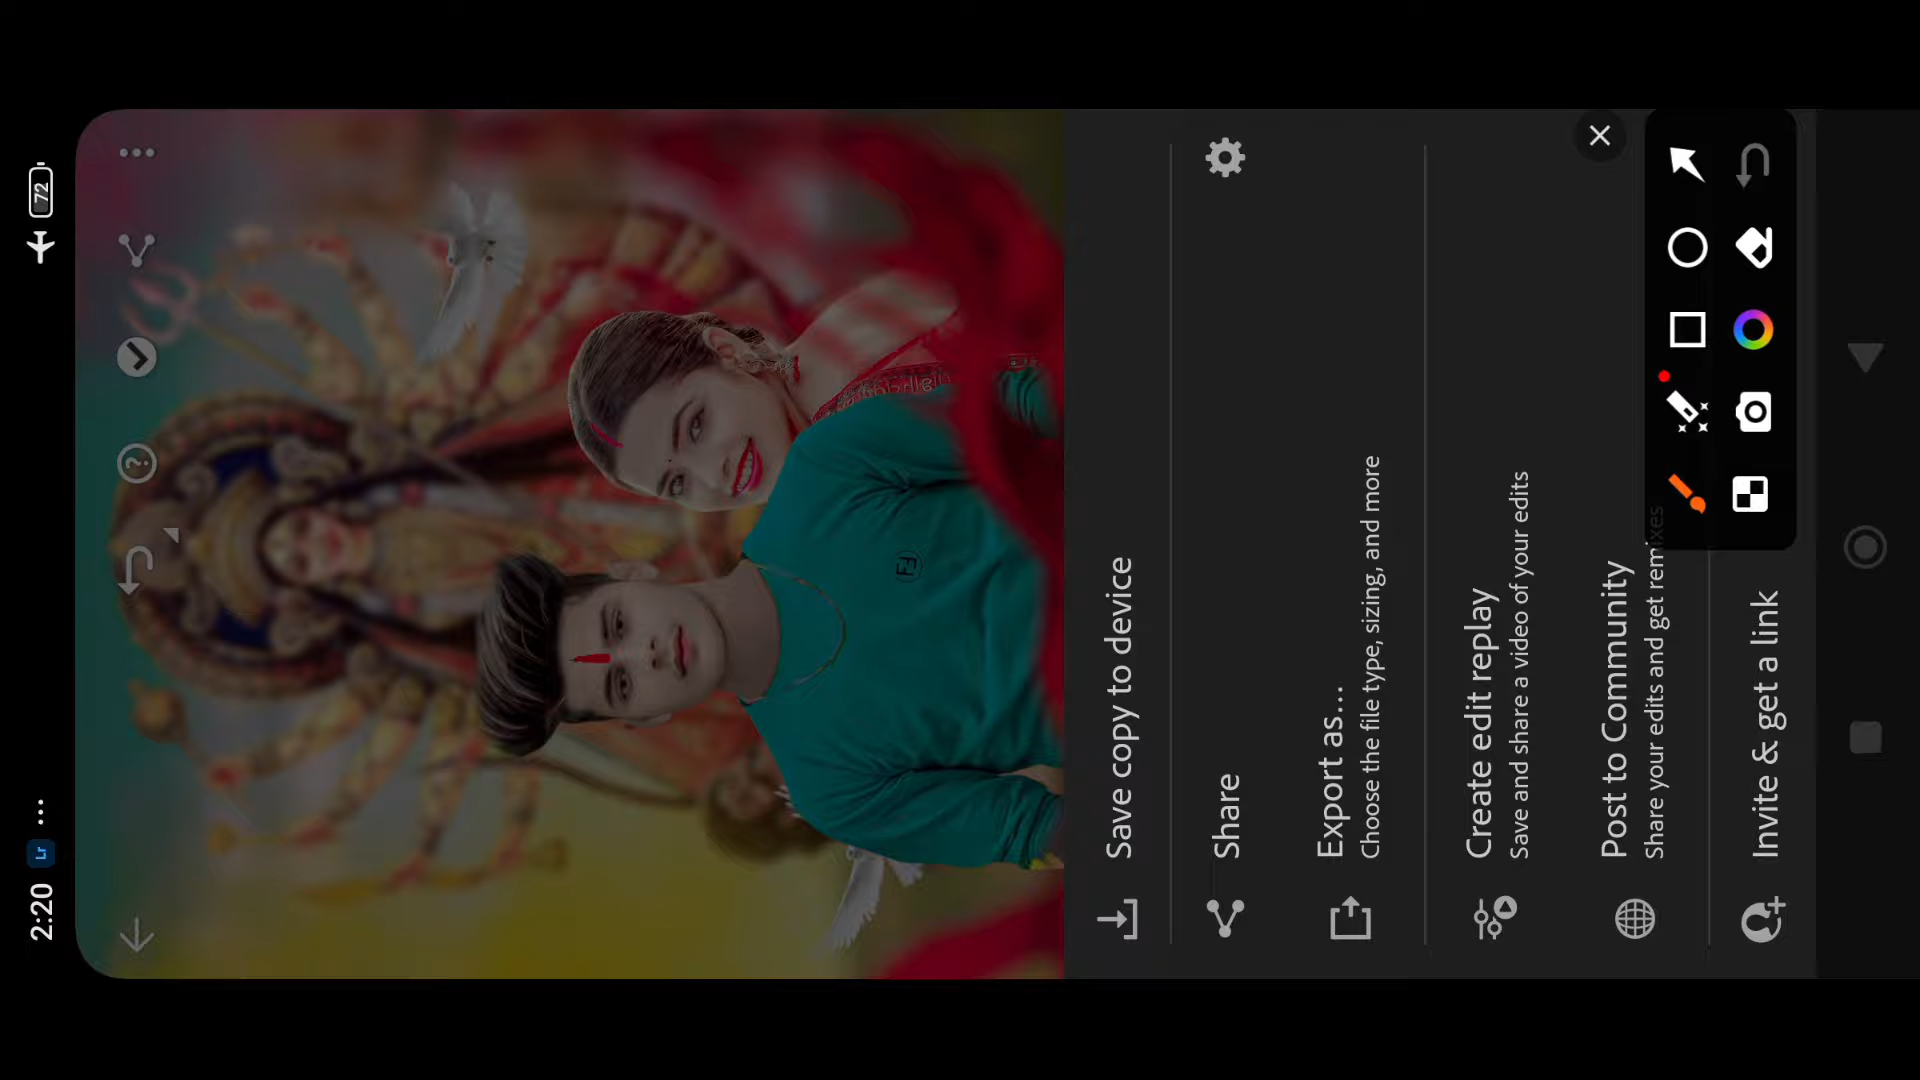 2:20
Lr
...
72
Save copy to device
Share
Export as...
Choose the file type, sizing, and more
Create edit replay
Save and share a video of your edits
Post to Community
Share your edits and get remixes
Invite & get a link